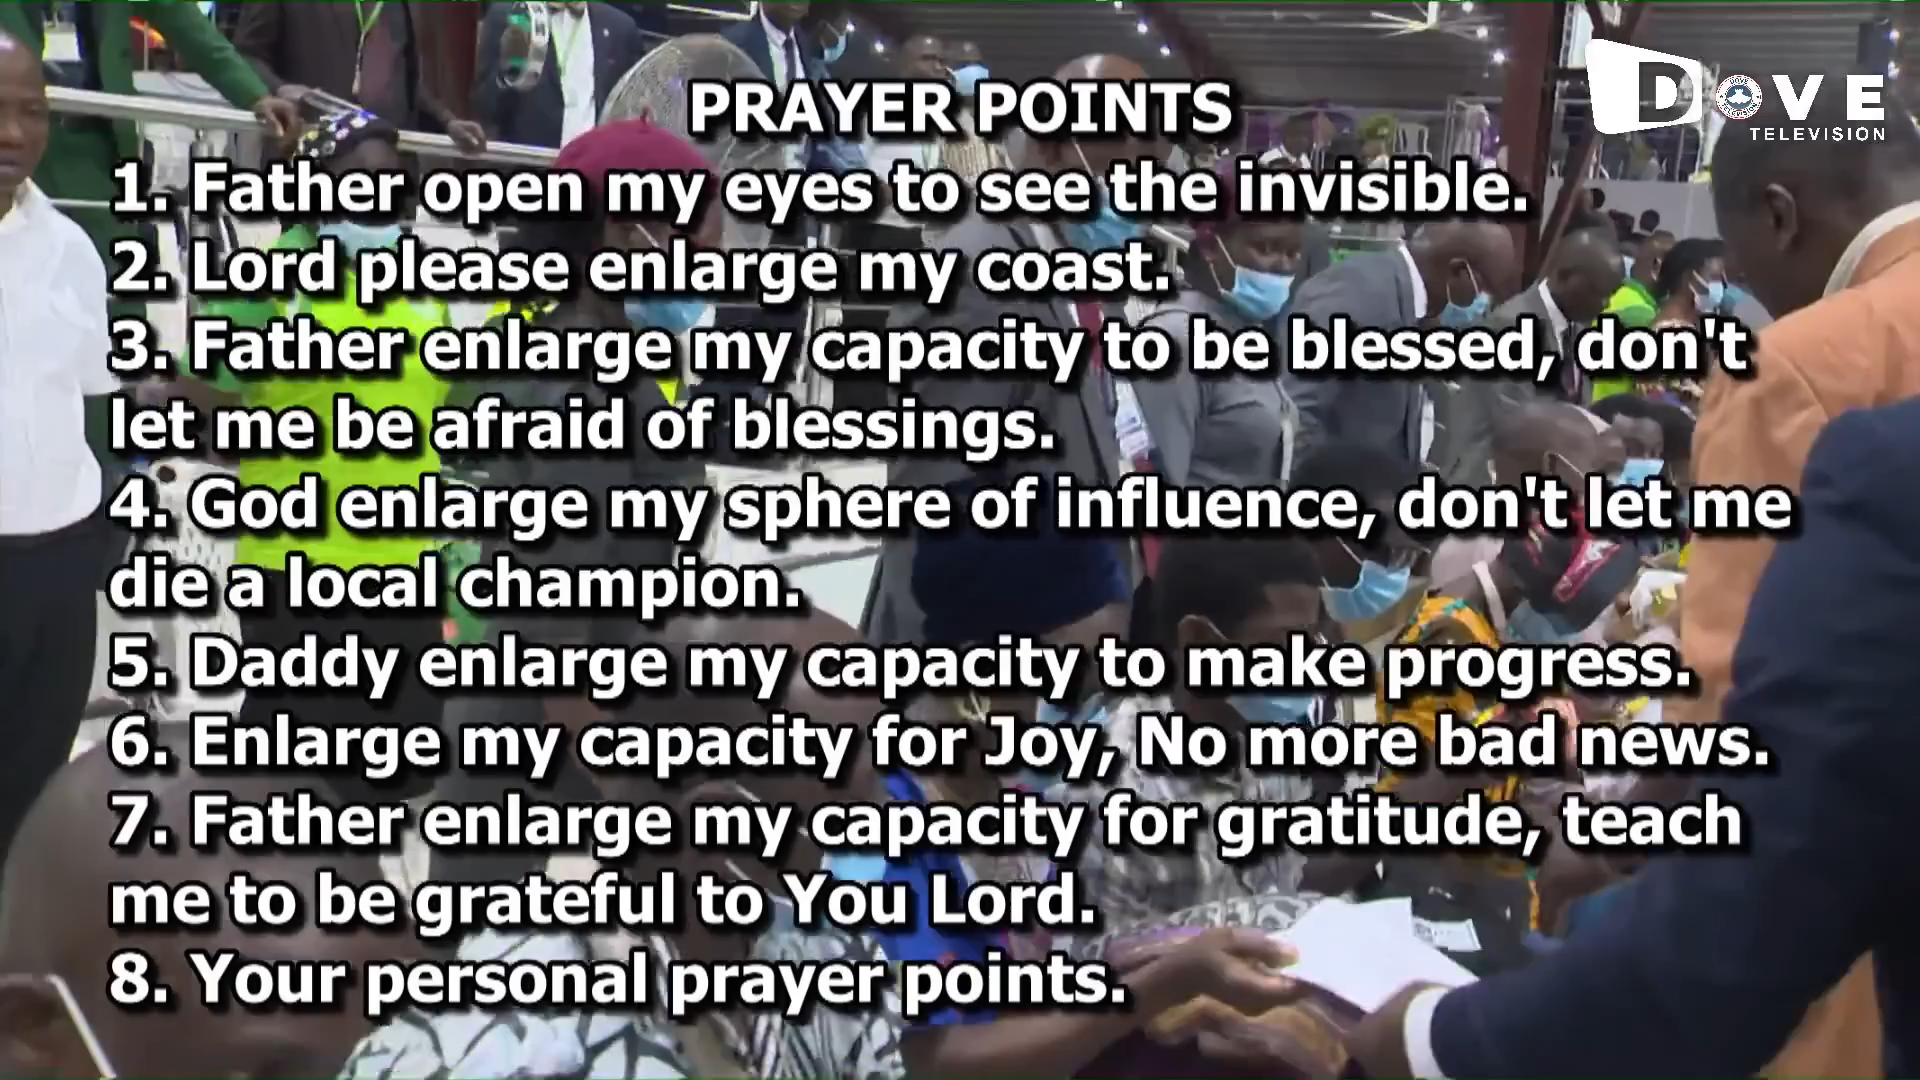 PRAYER POINTS
1. Father open my eyes to see the invisible.
2. Lord please enlarge my coast.
3. Father enlarge my capacity to be blessed, don't
let me be afraid of blessings.
4. God enlarge my sphere of influence, don't let me
die a local champion.
5. Daddy enlarge my capacity to make progress.
6. Enlarge my capacity for Joy, No more bad news.
7. Father enlarge my capacity for gratitude, teach
me to be grateful to You Lord.
8. Your personal prayer points.
DOVE
TELEVISION